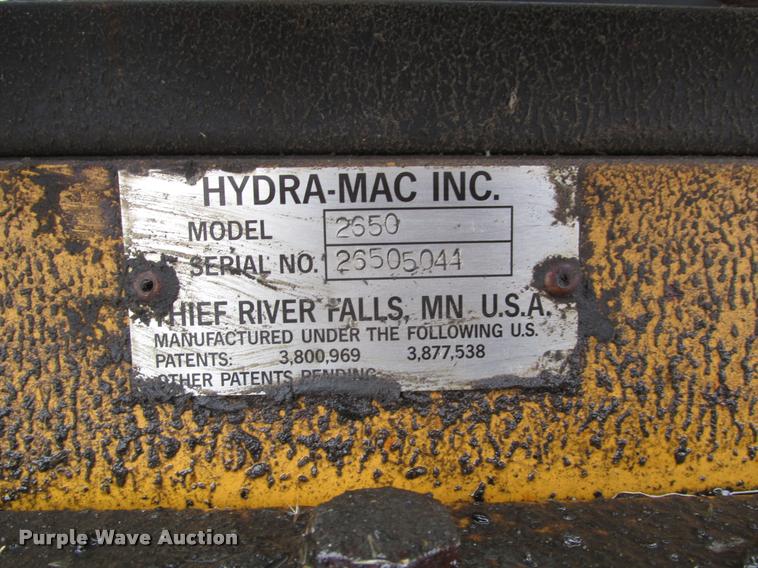 HYDRA-MAC INC.
MODEL 2650
SERIAL NO. 26505044
THIEF RIVER FALLS, MN U.S.A.
MANUFACTURED UNDER THE FOLLOWING U.S.
PATENTS: 3,800,969 3,877,538
OTHER PATENTS PENDING
Purple Wave Auction